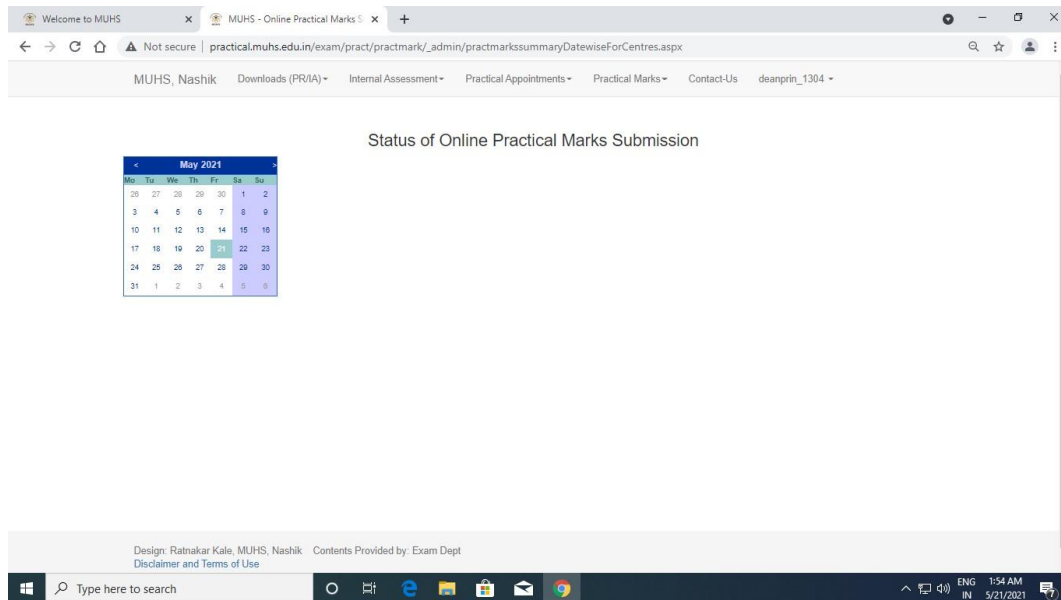 Welcome to MUHS
MUHS - Online Practical Marks S
Not secure | practical.muhs.edu.in/exam/pract/practmark/_admin/practmarkssummaryDatewiseForCentres.aspx
MUHS, Nashik Downloads (PR/IA) Internal Assessment Practical Appointments Practical Marks Contact-Us deanprin_1304
Status of Online Practical Marks Submission
< May 2021 >
Mo Tu We Th Fr Sa Su
26 27 28 29 30 1 2
3 4 5 6 7 8 9
10 11 12 13 14 15 16
17 18 19 20 21 22 23
24 25 26 27 28 29 30
31 1 2 3 4 5 6
Design: Ratnakar Kale, MUHS, Nashik Contents Provided by: Exam Dept
Disclaimer and Terms of Use
Type here to search
ENG 1:54 AM
IN 5/21/2021
7